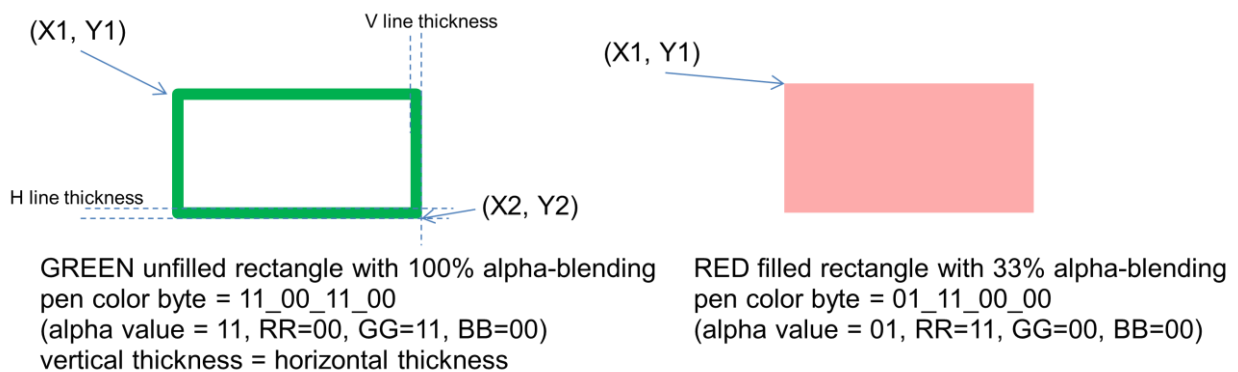 V line thickness
(X1, Y1)
(X1, Y1)
H line thickness
(X2, Y2)
GREEN unfilled rectangle with 100% alpha-blending
pen color byte = 11_00_11_00
(alpha value = 11, RR=00, GG=11, BB=00)
vertical thickness = horizontal thickness
RED filled rectangle with 33% alpha-blending
pen color byte = 01_11_00_00
(alpha value = 01, RR=11, GG=00, BB=00)